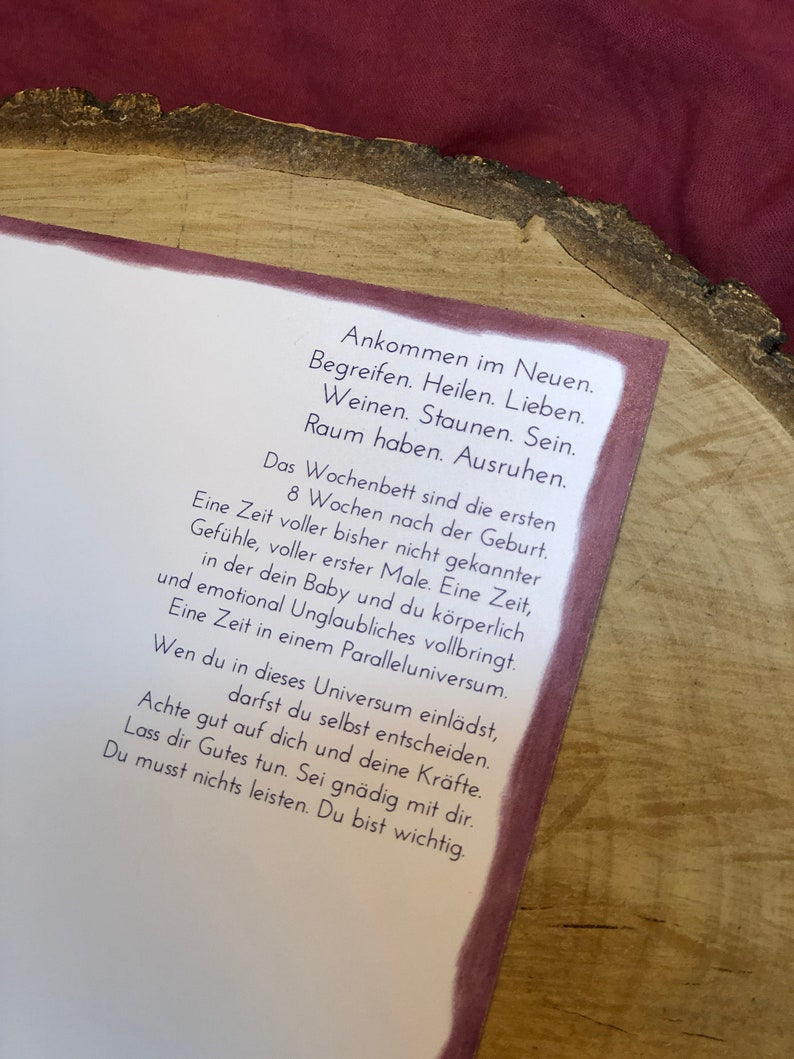 Ankommen im Neuen.
Begreifen. Heilen. Lieben.
Weinen. Staunen. Sein.
Raum haben. Ausruhen.
Das Wochenbett sind die ersten
8 Wochen nach der Geburt.
Eine Zeit voller bisher nicht gekannter
Gefühle, voller erster Male. Eine Zeit,
in der dein Baby und du körperlich
und emotional Unglaubliches vollbringt.
Eine Zeit in einem Paralleluniversum.
Wen du in dieses Universum einlädst,
darfst du selbst entscheiden.
Achte gut auf dich und deine Kräfte.
Lass dir Gutes tun. Sei gnädig mit dir.
Du musst nichts leisten. Du bist wichtig.